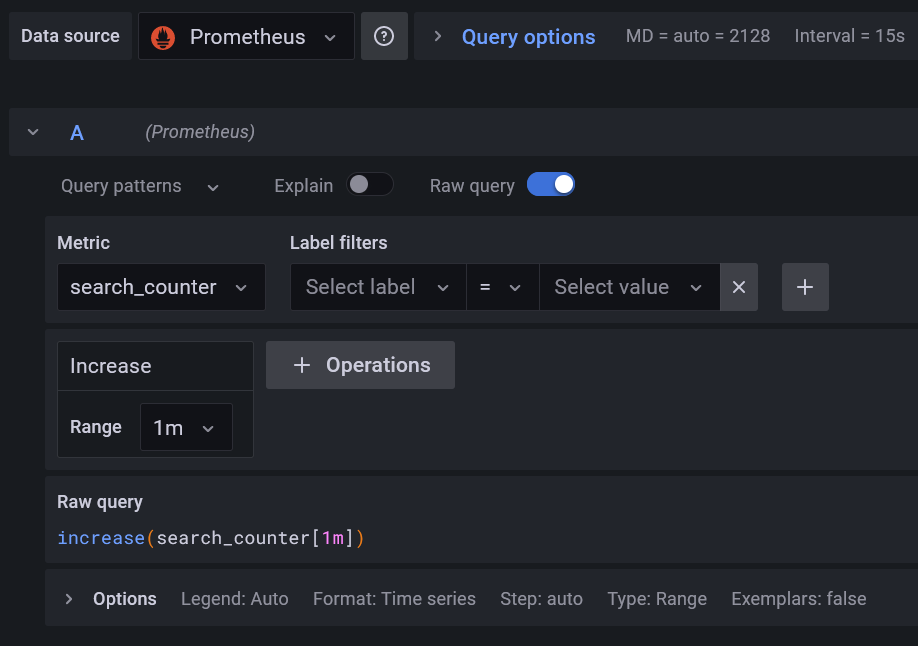 Data source Prometheus Query options MD = auto = 2128 Interval = 15s
A (Prometheus)
Query patterns Explain Raw query
Metric Label filters
search_counter Select label = Select value
Increase + Operations
Range 1m
Raw query
increase(search_counter[1m])
Options Legend: Auto Format: Time series Step: auto Type: Range Exemplars: false